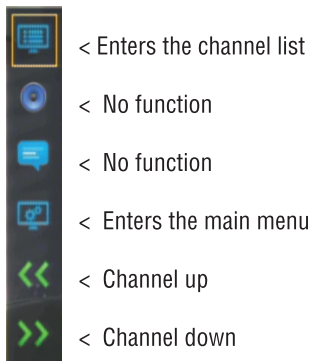 < Enters the channel list
< No function
< No function
< Enters the main menu
< Channel up
< Channel down